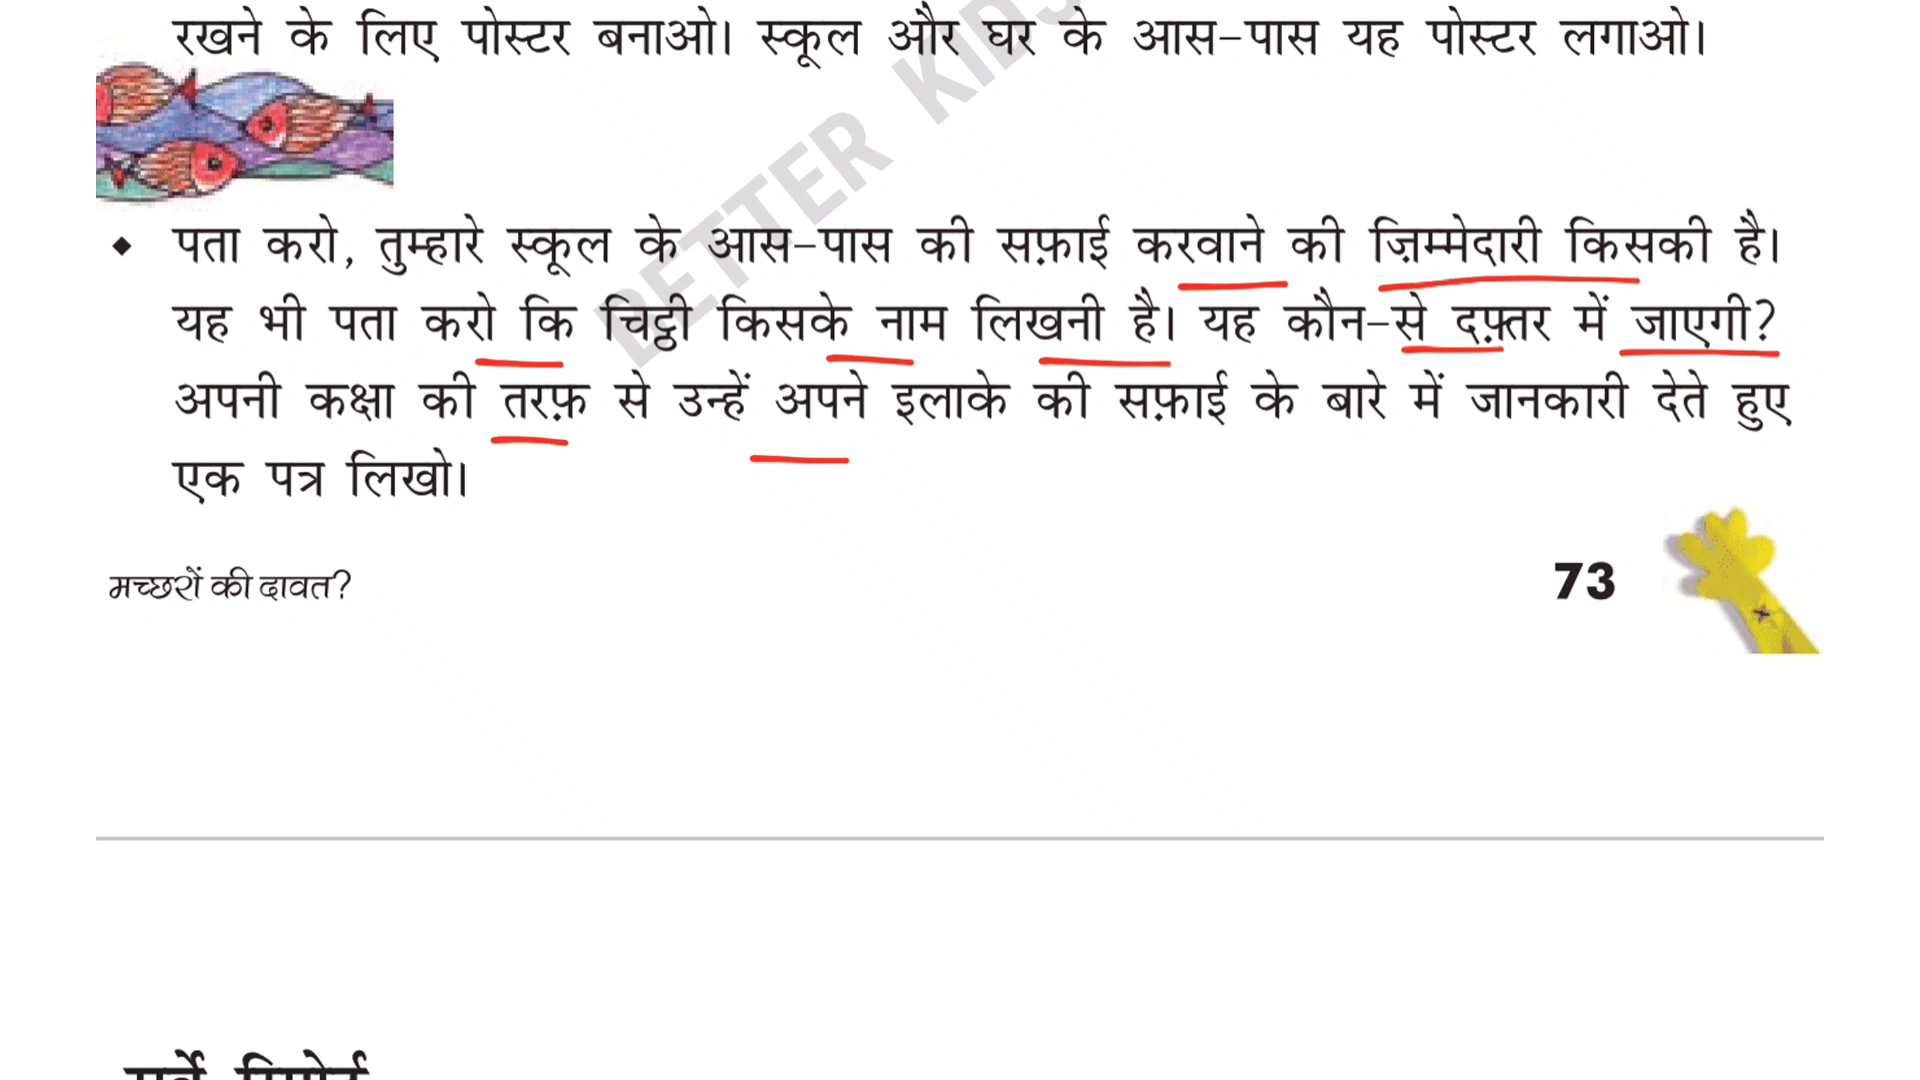 रखने के लिए पोस्टर बनाओ। स्कूल और घर के आस-पास यह पोस्टर लगाओ।
BETTER KIDS
◆ पता करो, तुम्हारे स्कूल के आस-पास की सफ़ाई करवाने की ज़िम्मेदारी किसकी है।
यह भी पता करो कि चिट्ठी किसके नाम लिखनी है। यह कौन-से दफ़्तर में जाएगी?
अपनी कक्षा की तरफ़ से उन्हें अपने इलाके की सफ़ाई के बारे में जानकारी देते हुए
एक पत्र लिखो।
मच्छरों की दावत?
73